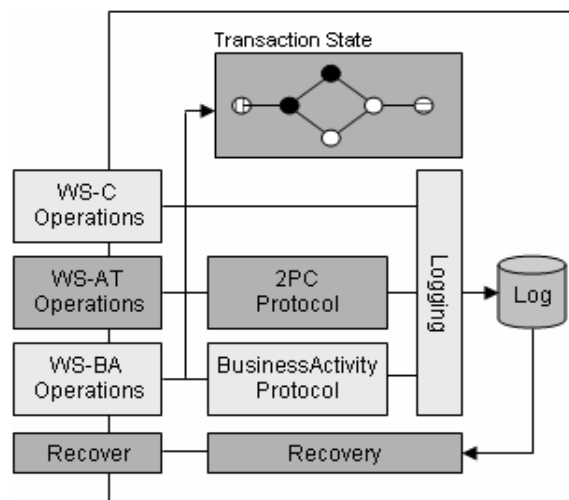 Transaction State
WS-C
Operations
WS-AT
Operations
2PC
Protocol
WS-BA
Operations
BusinessActivity
Protocol
Logging
Log
Recover
Recovery